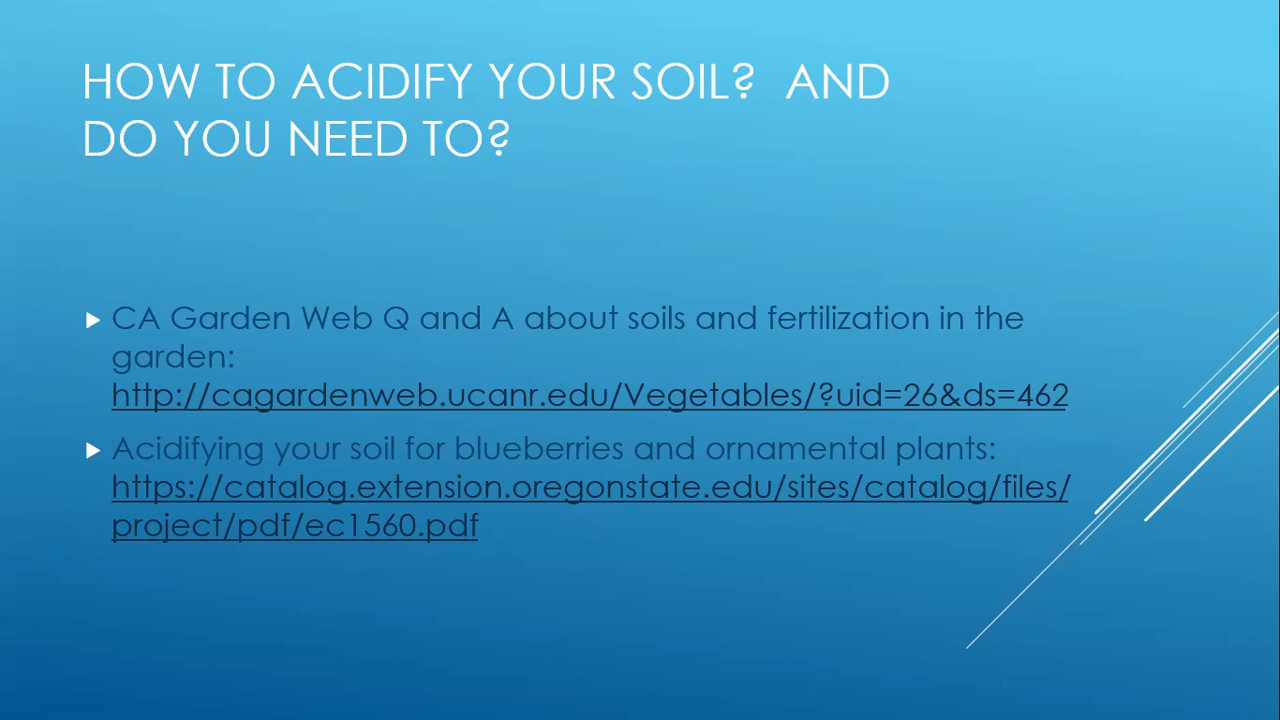 HOW TO ACIDIFY YOUR SOIL?  AND
DO YOU NEED TO?
CA Garden Web Q and A about soils and fertilization in the
garden:
http://cagardenweb.ucanr.edu/Vegetables/?uid=26&ds=462
Acidifying your soil for blueberries and ornamental plants:
https://catalog.extension.oregonstate.edu/sites/catalog/files/
project/pdf/ec1560.pdf